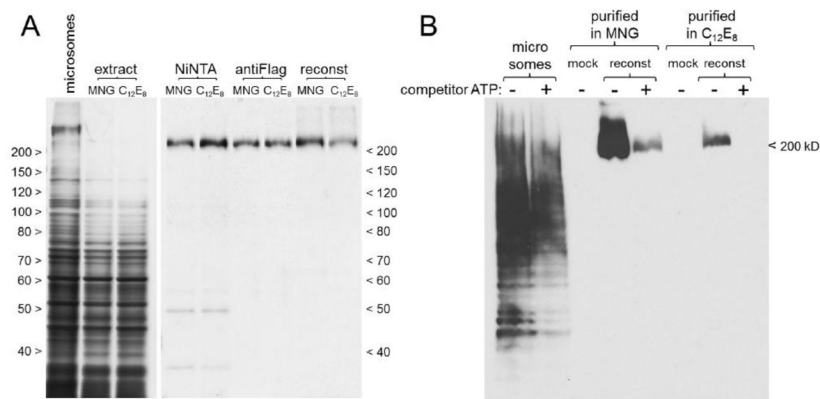 A
microsomes
extract
MNG C₁₂E₈
NiNTA antiFlag reconst
MNG C₁₂E₈ MNG C₁₂E₈ MNG C₁₂E₈
200 >
150 >
120 >
100 >
80 >
70 >
60 >
50 >
40 >
< 200
< 150
< 120
< 100
< 80
< 70
< 60
< 50
< 40
B
micro
somes
purified
in MNG
purified
in C₁₂E₈
mock reconst mock reconst
competitor ATP: - + - - + - - +
< 200 kD